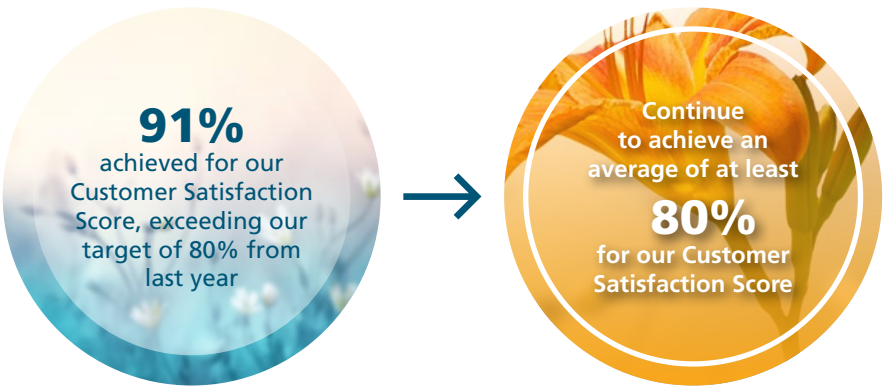 91%
achieved for our
Customer Satisfaction
Score, exceeding our
target of 80% from
last year
Continue
to achieve an
average of at least
80%
for our Customer
Satisfaction Score